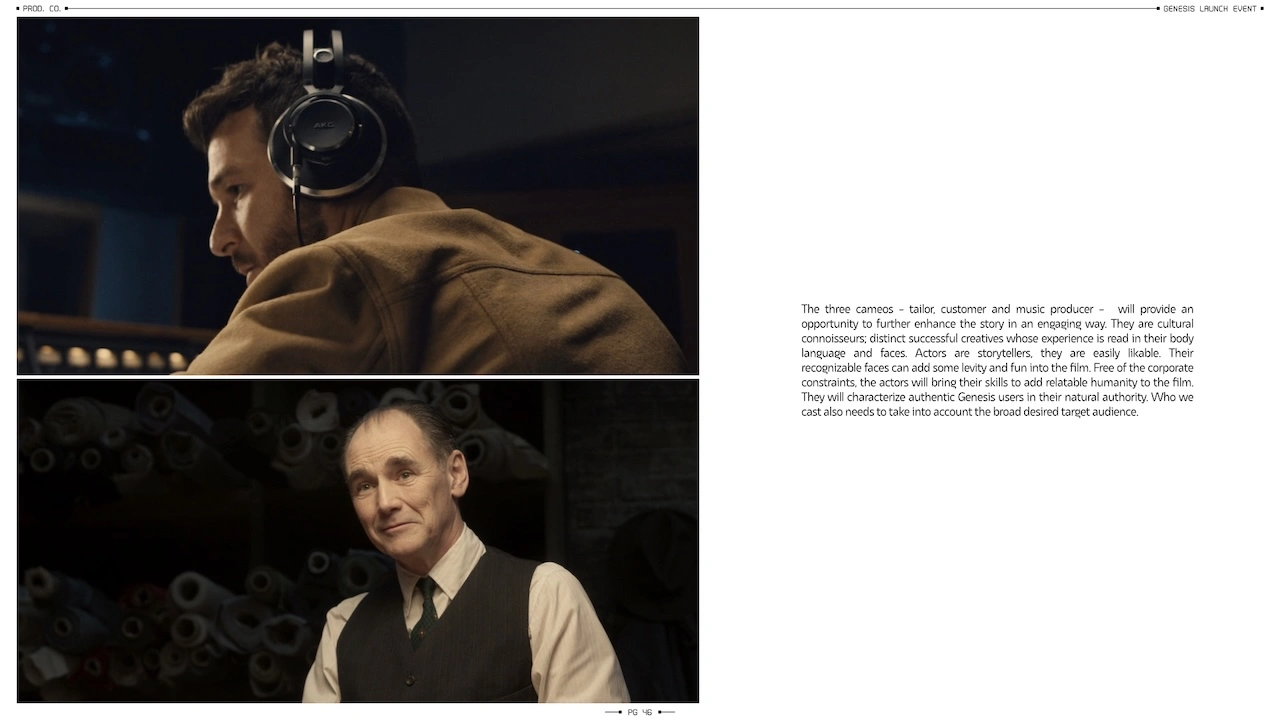 PROD. CO.
GENESIS LAUNCH EVENT
AKG
The three cameos - tailor, customer and music producer - will provide an
opportunity to further enhance the story in an engaging way. They are cultural
connoisseurs; distinct successful creatives whose experience is read in their body
language and faces. Actors are storytellers, they are easily likable. Their
recognizable faces can add some levity and fun into the film. Free of the corporate
constraints, the actors will bring their skills to add relatable humanity to the film.
They will characterize authentic Genesis users in their natural authority. Who we
cast also needs to take into account the broad desired target audience.
PG 46